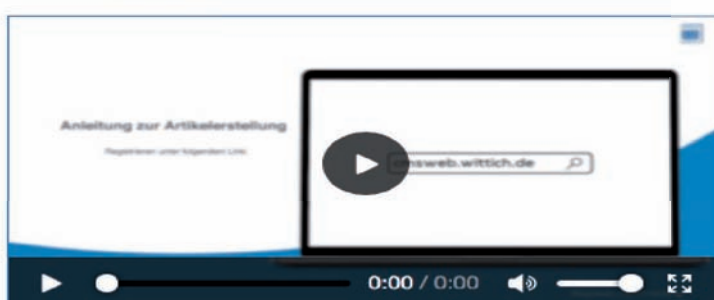 Anleitung zur Artikelerstellung
Registrieren unter folgendem Link:
cmsweb.wittich.de
0:00 / 0:00